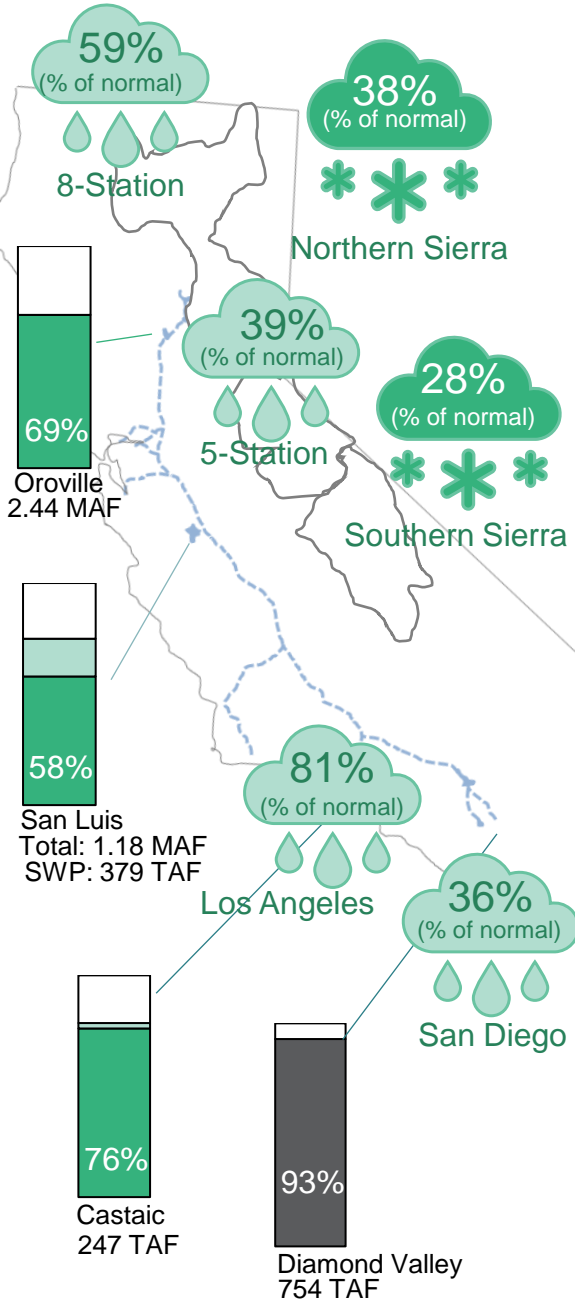 59%
(% of normal)
8-Station
38%
(% of normal)
Northern Sierra
39%
(% of normal)
5-Station
28%
(% of normal)
Southern Sierra
69%
Oroville
2.44 MAF
58%
San Luis
Total: 1.18 MAF
SWP: 379 TAF
81%
(% of normal)
Los Angeles
36%
(% of normal)
San Diego
76%
Castaic
247 TAF
93%
Diamond Valley
754 TAF